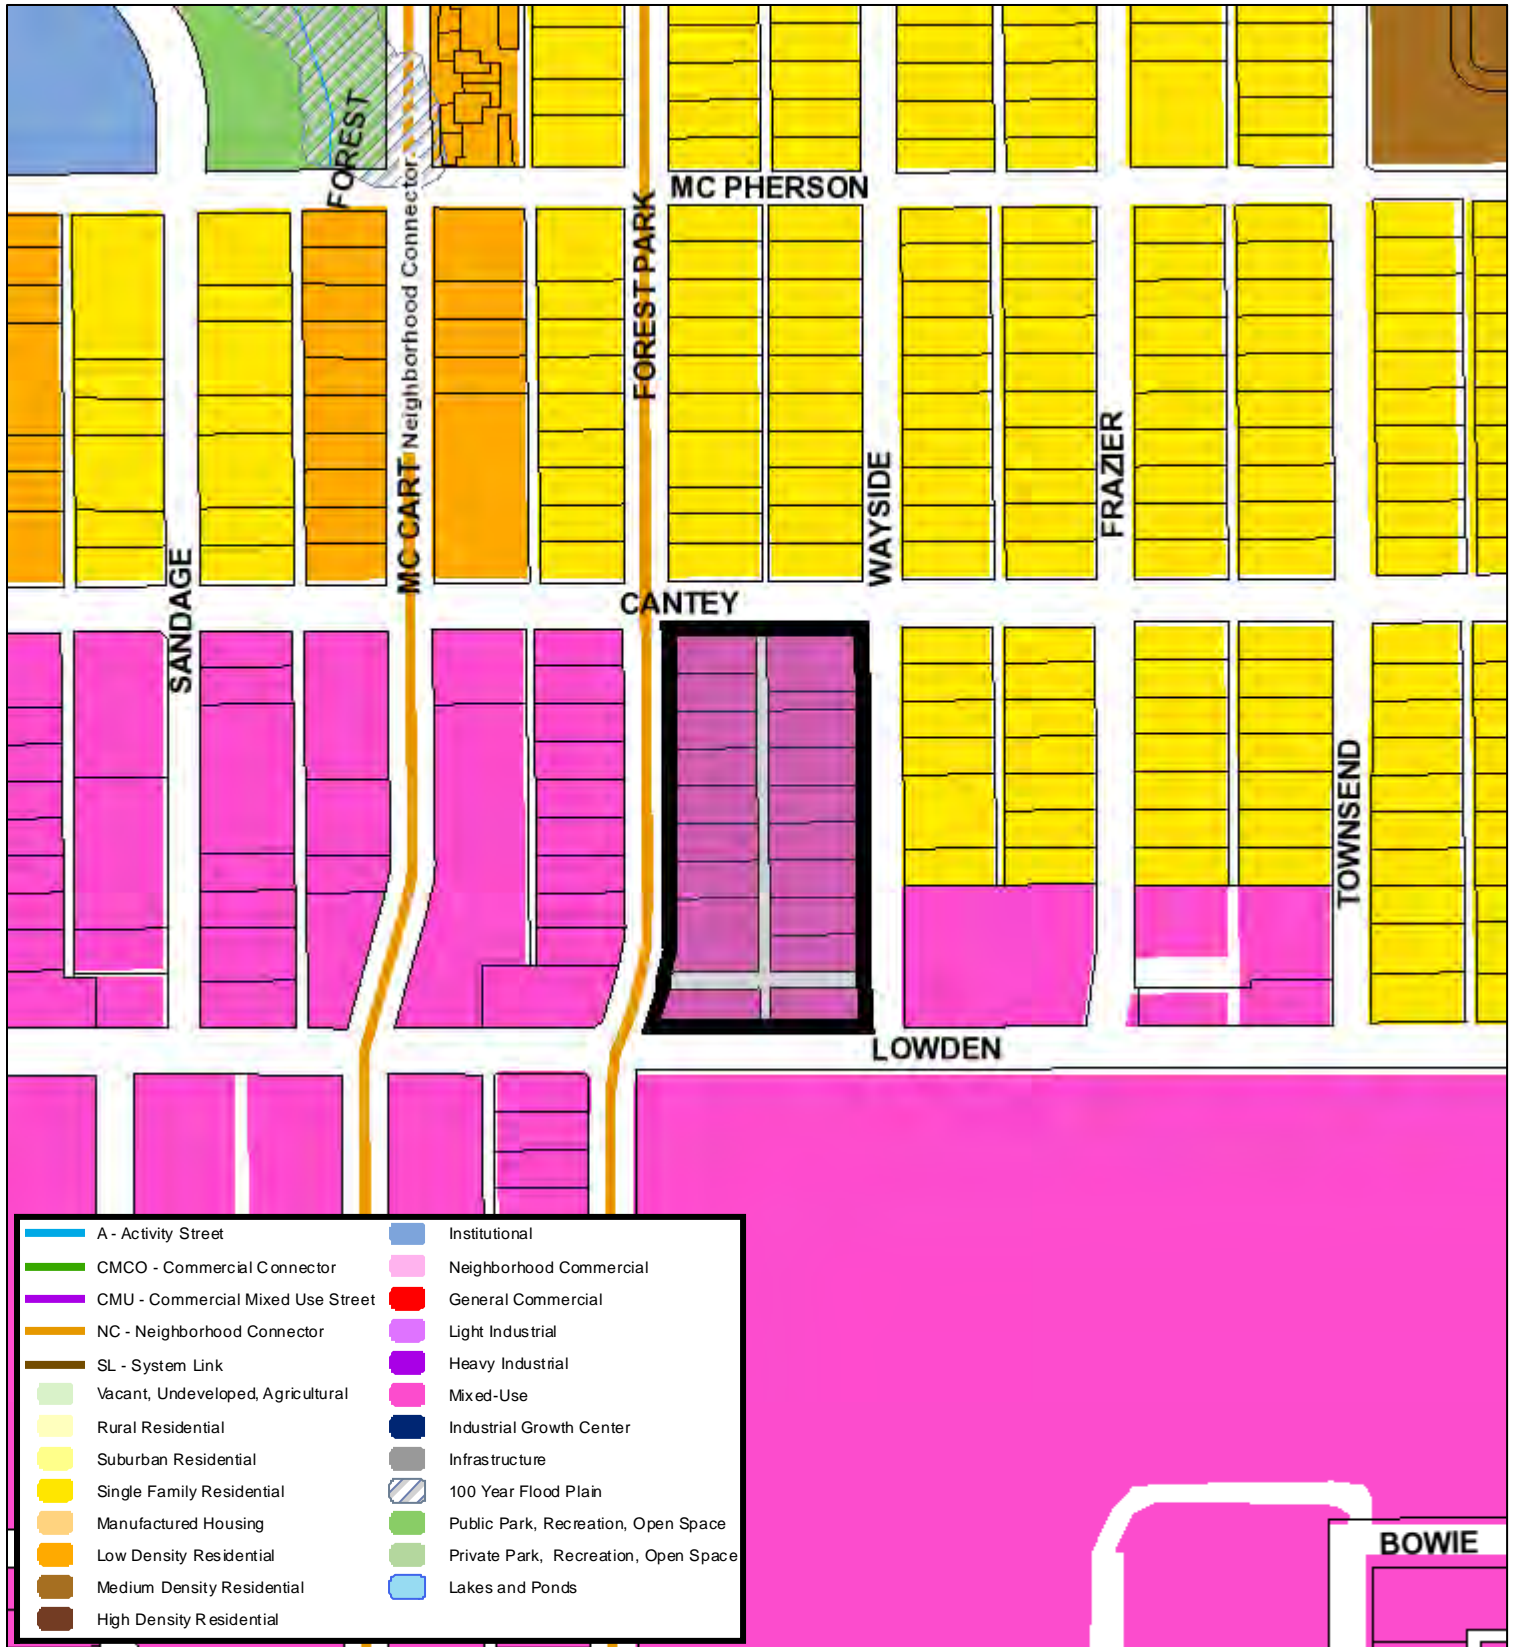 FOREST
MC PHERSON
Neighborhood Connector
FOREST PARK
MC CART
WAYSIDE
FRAZIER
SANDAGE
CANTEY
TOWNSEND
LOWDEN
BOWIE
A - Activity Street
CMCO - Commercial Connector
CMU - Commercial Mixed Use Street
NC - Neighborhood Connector
SL - System Link
Vacant, Undeveloped, Agricultural
Rural Residential
Suburban Residential
Single Family Residential
Manufactured Housing
Low Density Residential
Medium Density Residential
High Density Residential
Institutional
Neighborhood Commercial
General Commercial
Light Industrial
Heavy Industrial
Mixed-Use
Industrial Growth Center
Infrastructure
100 Year Flood Plain
Public Park, Recreation, Open Space
Private Park, Recreation, Open Space
Lakes and Ponds